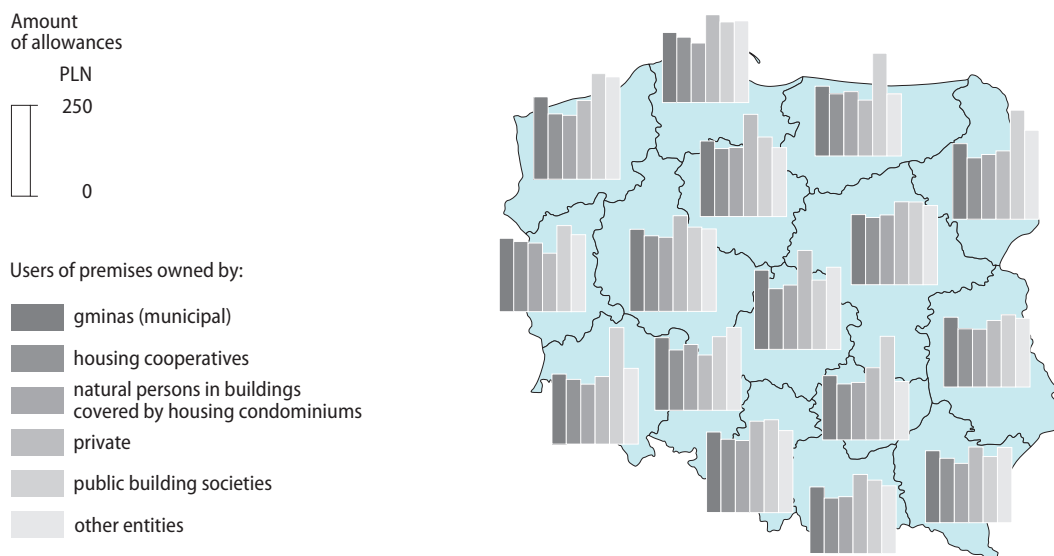 Amount
of allowances
PLN
250
0
Users of premises owned by:
gminas (municipal)
housing cooperatives
natural persons in buildings
covered by housing condominiums
private
public building societies
other entities